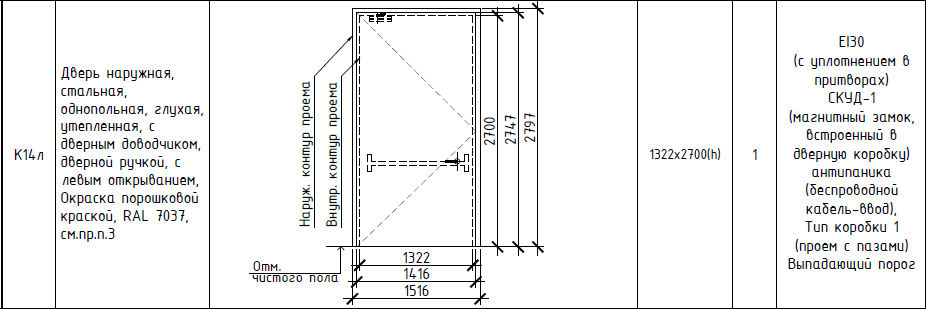 К14л
Дверь наружная,
стальная,
однопольная, глухая,
утепленная, с
дверным доводчиком,
дверной ручкой, с
левым открыванием,
Окраска порошковой
краской, RAL 7037,
см.пр.п.3
Наруж. контур проема
Внутр. контур проема
2700
2747
2797
Отм.
чистого пола
1322
1416
1516
1322х2700(h)
1
EI30
(с уплотнением в
притворах)
СКУД-1
(магнитный замок,
встроенный в
дверную коробку)
антипаника
(беспроводной
кабель-ввод),
Тип коробки 1
(проем с пазами)
Выпадающий порог